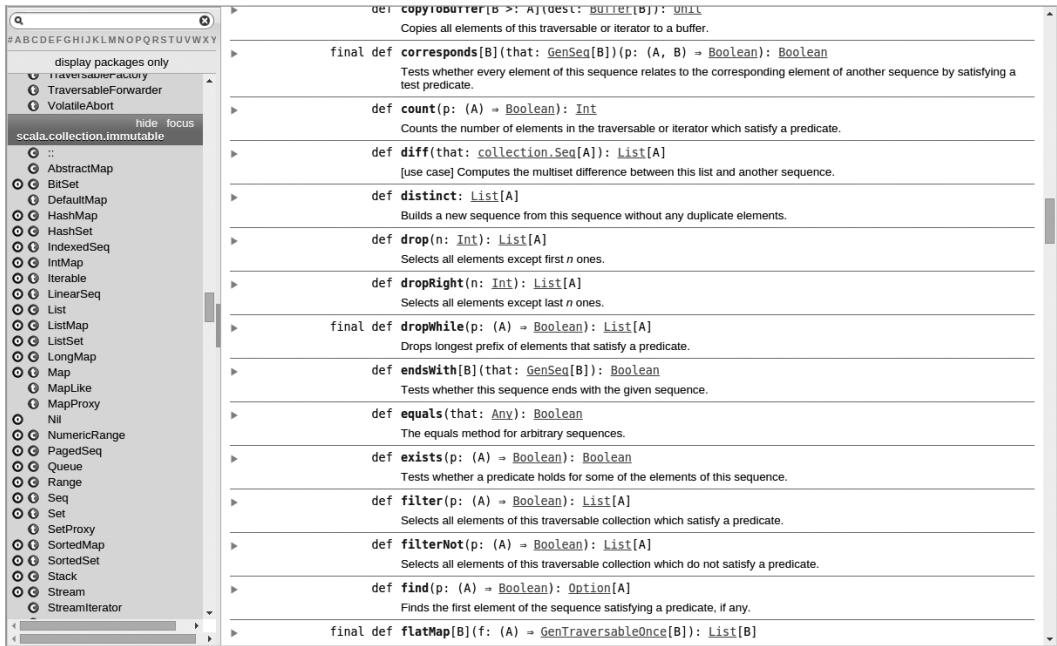 #ABCDEFGHIJKLMNOPQRSTUVWXY
display packages only
TraversableFactory
TraversableForwarder
VolatileAbort
hide focus
scala.collection.immutable
::
AbstractMap
BitSet
DefaultMap
HashMap
HashSet
IndexedSeq
IntMap
Iterable
LinearSeq
List
ListMap
ListSet
LongMap
Map
MapLike
MapProxy
Nil
NumericRange
PagedSeq
Queue
Range
Seq
Set
SetProxy
SortedMap
SortedSet
Stack
Stream
StreamIterator
def copyToBuffer[B >: A](dest: Buffer[B]): Unit
Copies all elements of this traversable or iterator to a buffer.
final def corresponds[B](that: GenSeq[B])(p: (A, B) ⇒ Boolean): Boolean
Tests whether every element of this sequence relates to the corresponding element of another sequence by satisfying a
test predicate.
def count(p: (A) ⇒ Boolean): Int
Counts the number of elements in the traversable or iterator which satisfy a predicate.
def diff(that: collection.Seq[A]): List[A]
[use case] Computes the multiset difference between this list and another sequence.
def distinct: List[A]
Builds a new sequence from this sequence without any duplicate elements.
def drop(n: Int): List[A]
Selects all elements except first n ones.
def dropRight(n: Int): List[A]
Selects all elements except last n ones.
final def dropWhile(p: (A) ⇒ Boolean): List[A]
Drops longest prefix of elements that satisfy a predicate.
def endsWith[B](that: GenSeq[B]): Boolean
Tests whether this sequence ends with the given sequence.
def equals(that: Any): Boolean
The equals method for arbitrary sequences.
def exists(p: (A) ⇒ Boolean): Boolean
Tests whether a predicate holds for some of the elements of this sequence.
def filter(p: (A) ⇒ Boolean): List[A]
Selects all elements of this traversable collection which satisfy a predicate.
def filterNot(p: (A) ⇒ Boolean): List[A]
Selects all elements of this traversable collection which do not satisfy a predicate.
def find(p: (A) ⇒ Boolean): Option[A]
Finds the first element of the sequence satisfying a predicate, if any.
final def flatMap[B](f: (A) ⇒ GenTraversableOnce[B]): List[B]